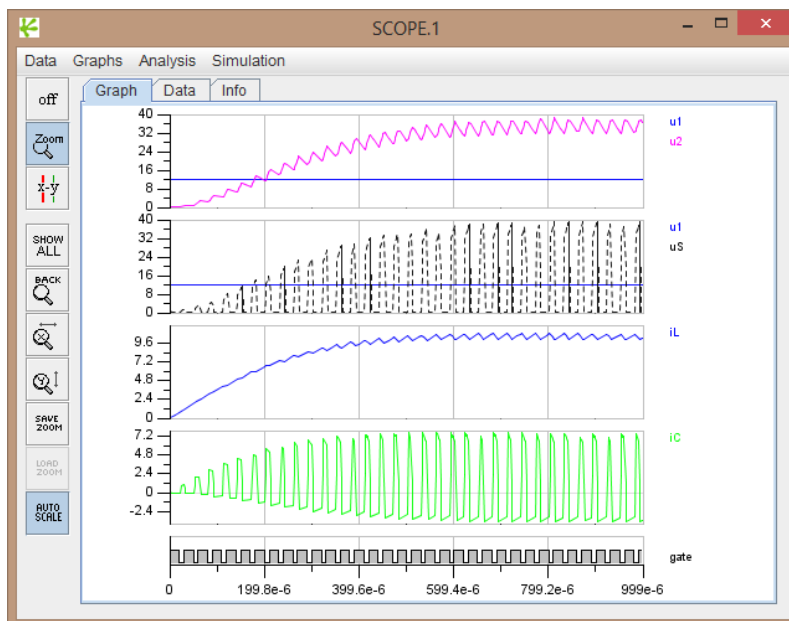 SCOPE.1
Data Graphs Analysis Simulation
Graph Data Info
off
Zoom
x-y
SHOW
ALL
BACK
X
Y
SAVE
ZOOM
LOAD
ZOOM
AUTO
SCALE
40
32
24
16
8
0
u1
u2
40
32
24
16
8
0
u1
uS
9.6
7.2
4.8
2.4
0
iL
7.2
4.8
2.4
0
-2.4
iC
gate
0 199.8e-6 399.6e-6 599.4e-6 799.2e-6 999e-6